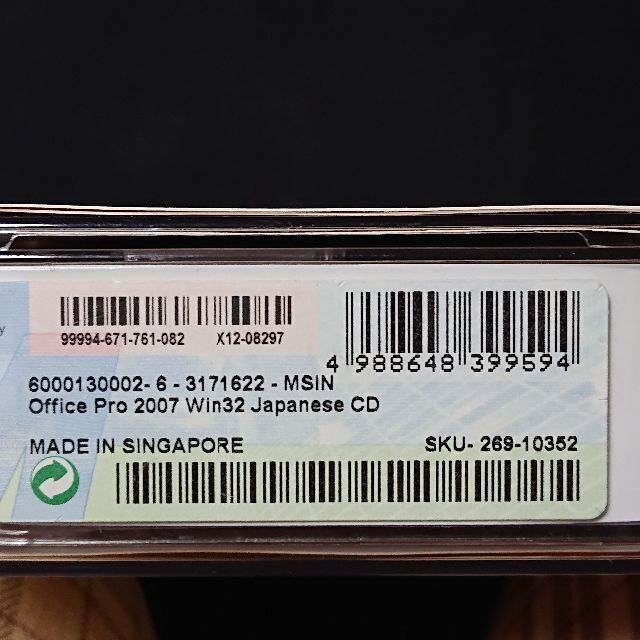 y
99994-671-761-082 X12-08297
4 988648 399594
6000130002- 6 - 3171622 - MSIN
Office Pro 2007 Win32 Japanese CD
MADE IN SINGAPORE SKU- 269-10352